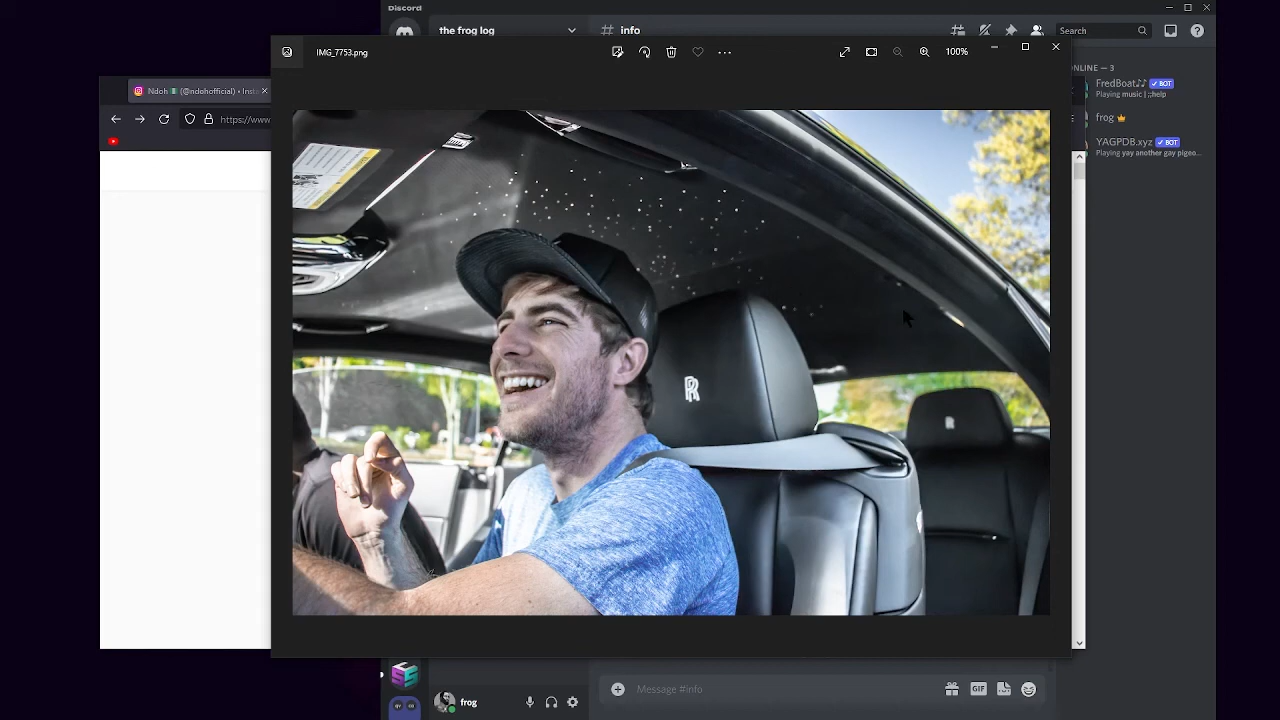 Discord
the frog log
# info
Search
IMG_7753.png
100%
ONLINE — 3
Ndoh (@ndohofficial) • Insta
FredBoat♪♪ ✓ BOT
Playing music | ;;help
https://www
frog
YAGPDB.xyz ✓ BOT
Playing yay another gay pigeo...
R
R
frog
Message #info
GIF